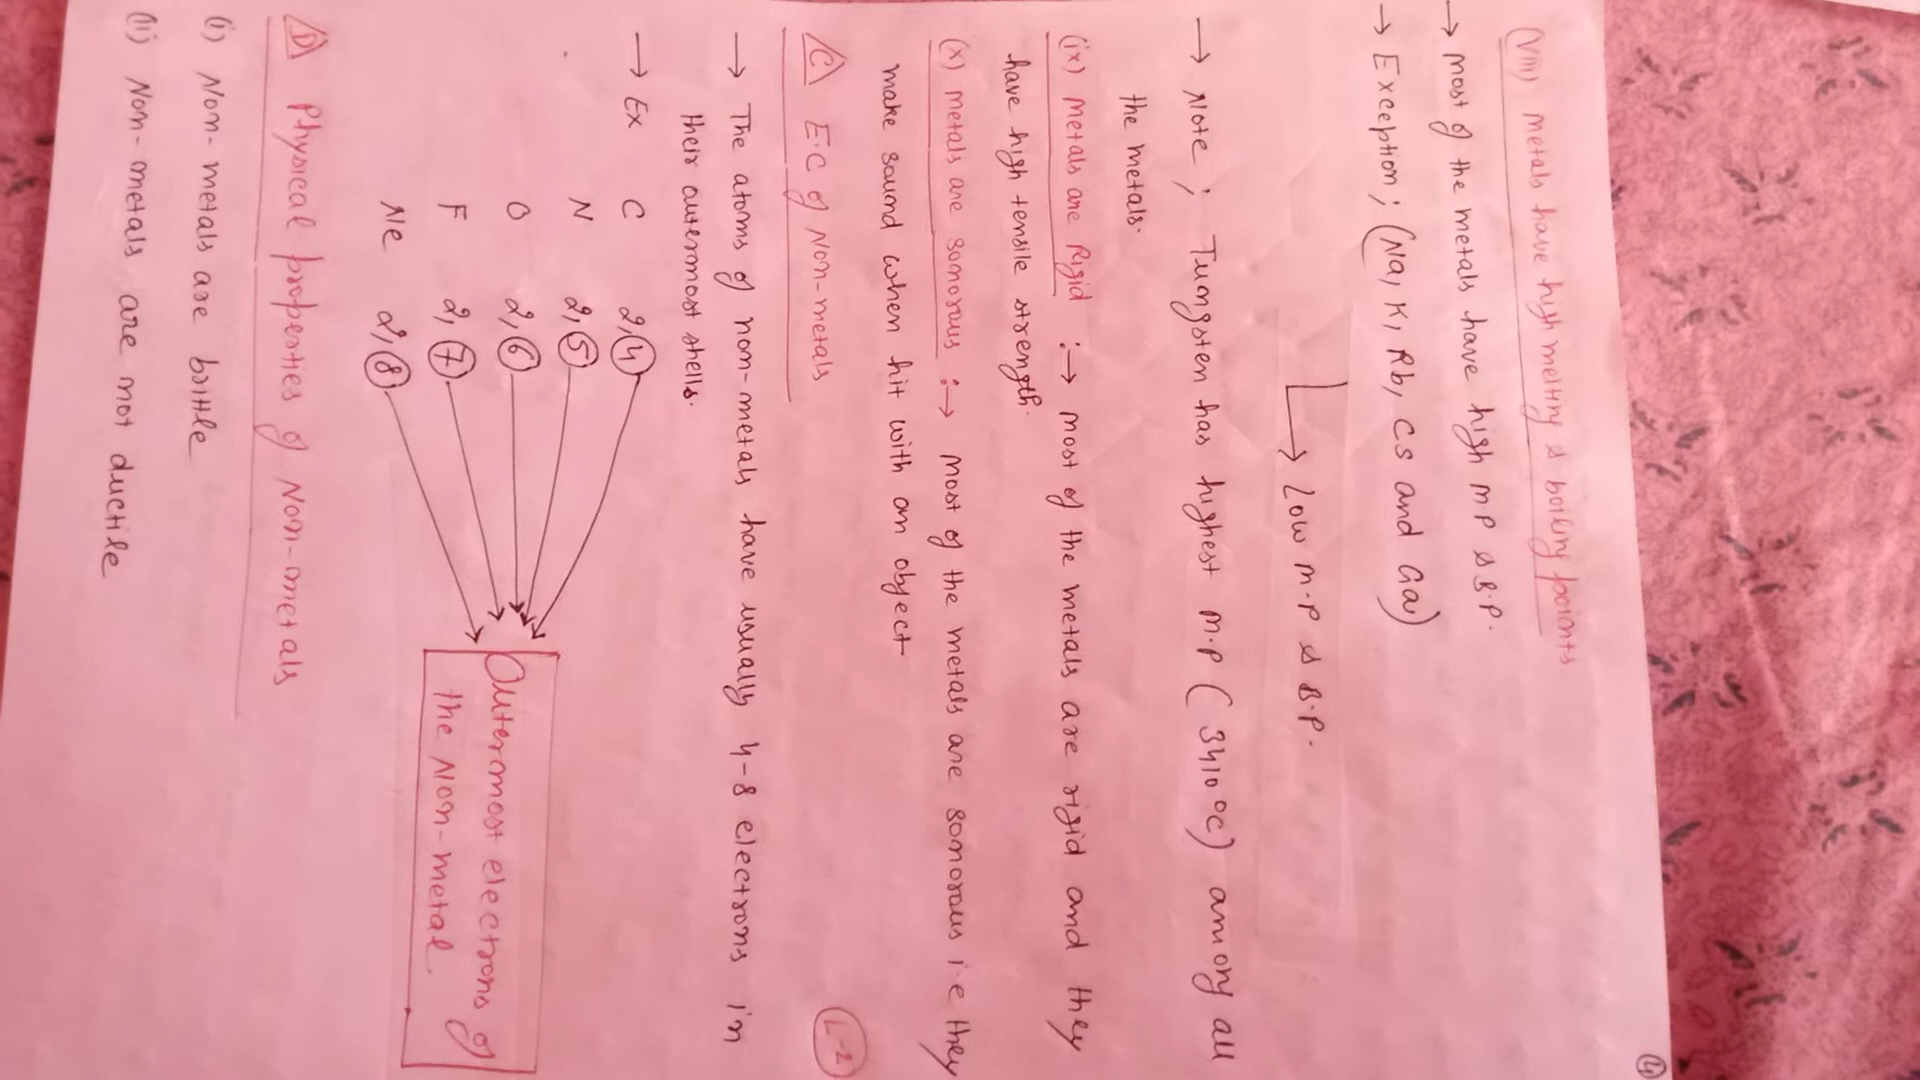 (4)
(viii) metals have high melting & boiling points
→ most of the metals have high mp & B.P.
→ Exception ; (Na, K, Rb, Cs and Ga)
↳ Low m.p & B.P.
→ Note ; Tungsten has highest m.p ( 3410 °C) among all
the metals.
(ix) metals are Rigid :→ most of the metals are rigid and they
have high tensile strength.
(x) metals are sonorous :→ most of the metals are sonorous i.e they
make sound when hit with an object
L-2
C E.C of Non-metals
→ The atoms of non-metals have usually 4-8 electrons in
their outermost shells.
→ Ex C 2,4
N 2,5
O 2,6
F 2,7
Ne 2,8
Outermost electrons of
the Non-metal
D Physical properties of Non-metals
(i) Non-metals are brittle
(ii) Non-metals are not ductile